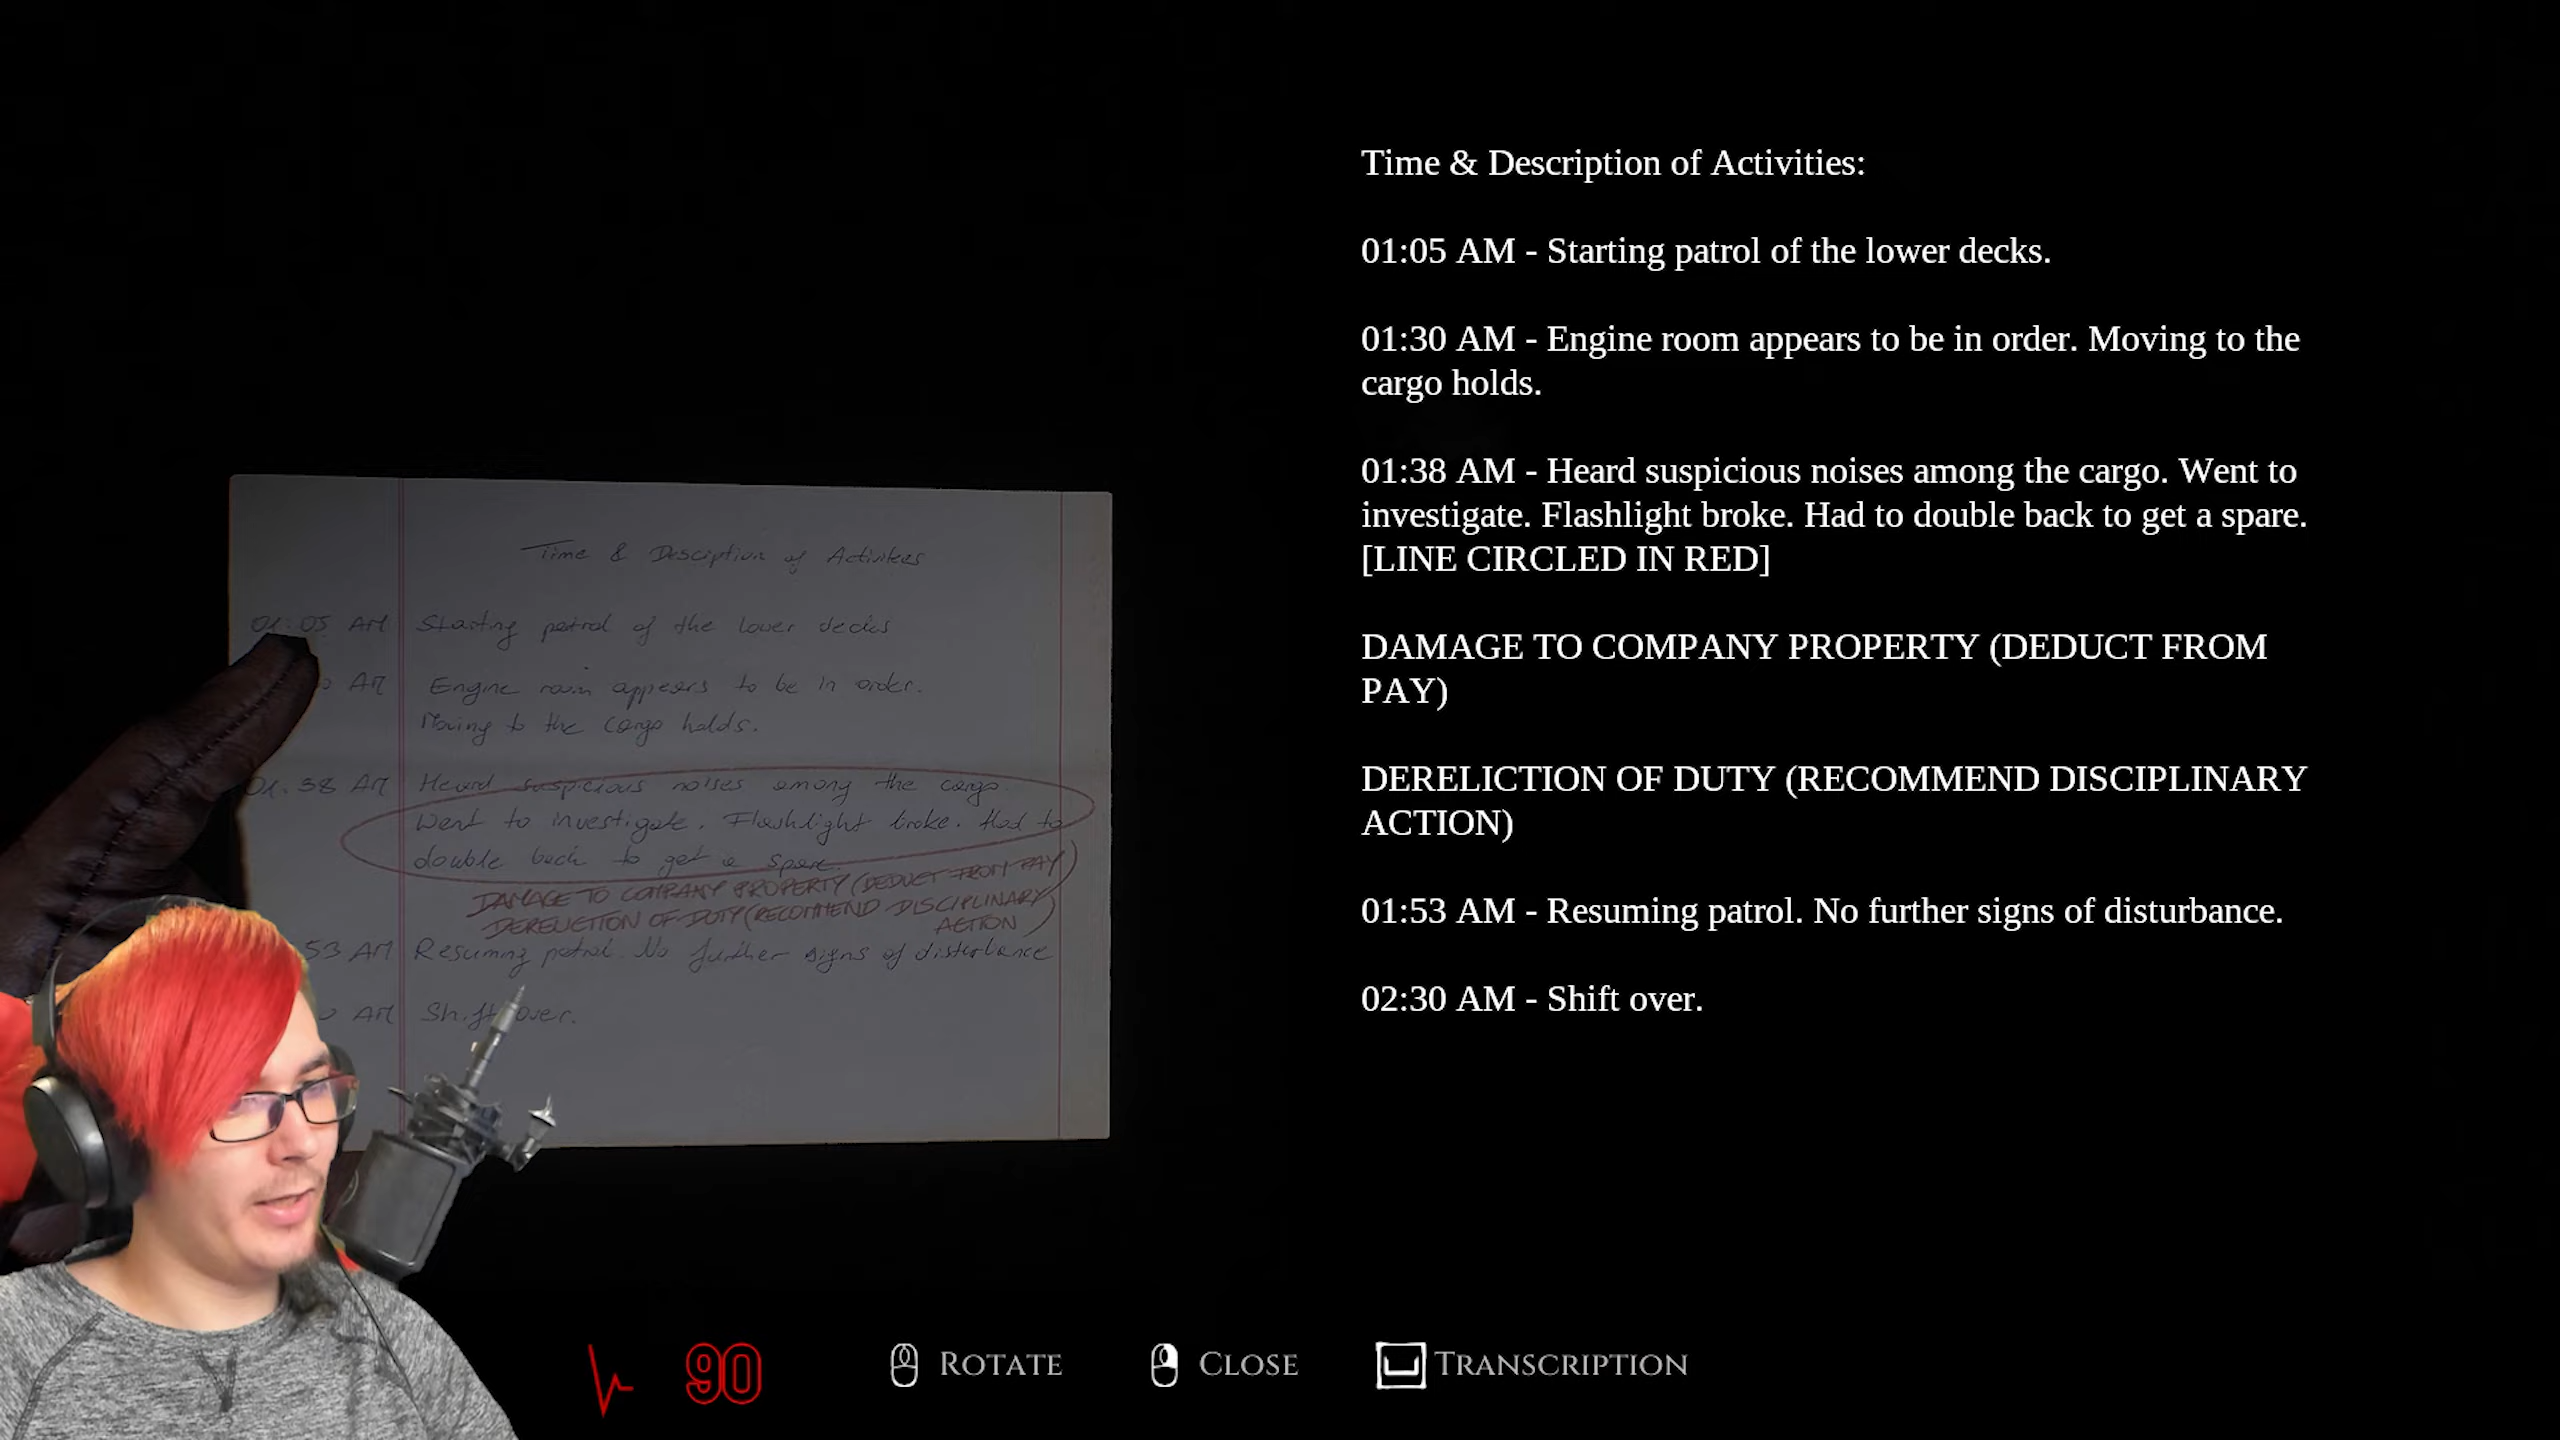 Time & Desciption of Activitees
01:05 AM Starting patrol of the lower decks
AM Engine room appears to be in order.
Moving to the cargo holds.
01:38 AM Heard suspicious noises among the cargo.
Went to investigate. Flashlight broke. Had to
double back to get a spare.
DAMAGE TO COMPANY PROPERTY (DEDUCT FROM PAY)
DERELICTION OF DUTY (RECOMMEND DISCIPLINARY
ACTION)
53 AM Resuming patrol. No further signs of disturbance
AM Shift over.
Time & Description of Activities:
01:05 AM - Starting patrol of the lower decks.
01:30 AM - Engine room appears to be in order. Moving to the
cargo holds.
01:38 AM - Heard suspicious noises among the cargo. Went to
investigate. Flashlight broke. Had to double back to get a spare.
[LINE CIRCLED IN RED]
DAMAGE TO COMPANY PROPERTY (DEDUCT FROM
PAY)
DERELICTION OF DUTY (RECOMMEND DISCIPLINARY
ACTION)
01:53 AM - Resuming patrol. No further signs of disturbance.
02:30 AM - Shift over.
90 ROTATE CLOSE TRANSCRIPTION